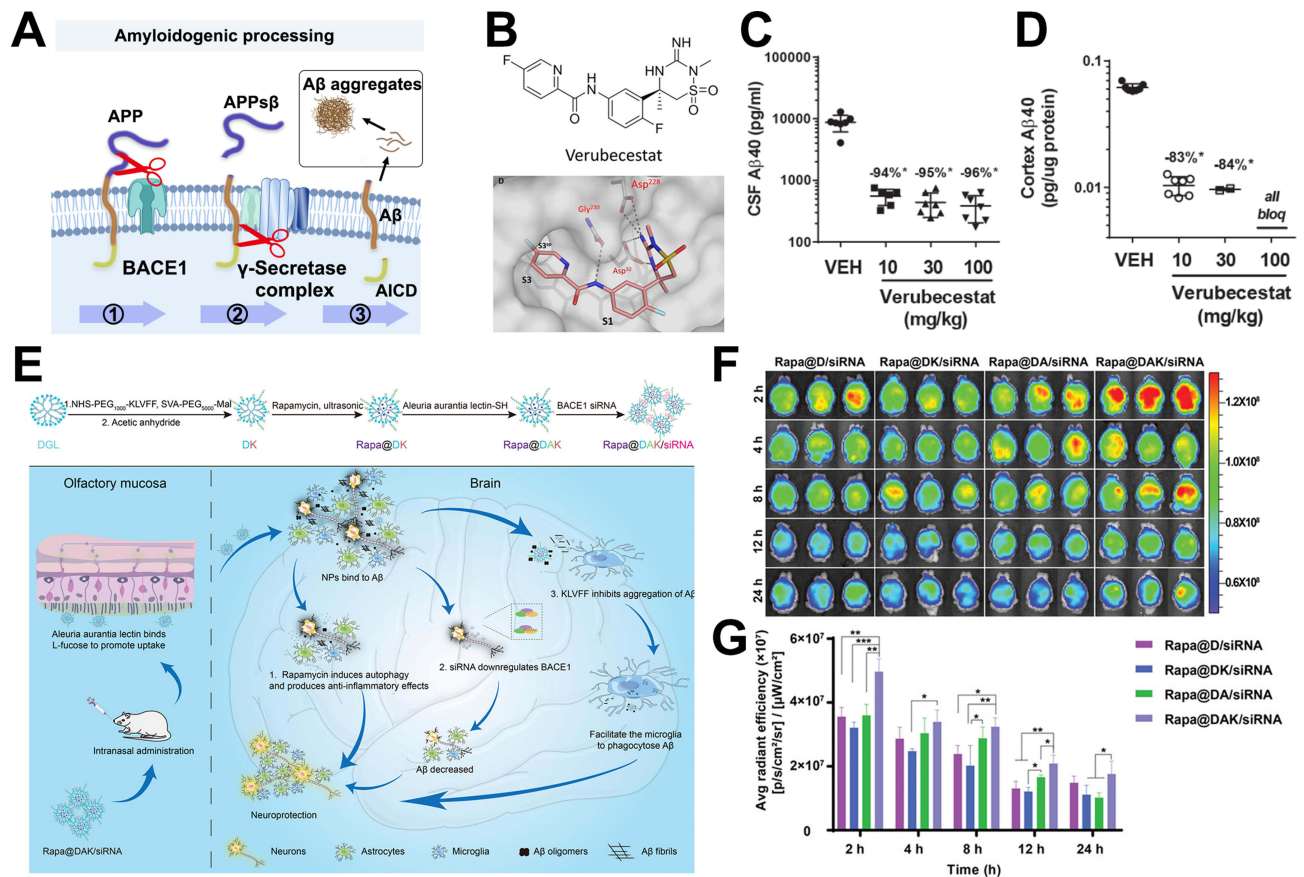 A
Amyloidogenic processing
APP
APPsβ
Aβ aggregates
Aβ
BACE1
γ-Secretase
complex
AICD
1
2
3
B
F
N
H
N
O
F
NH
HN
N
S
O
O
Verubecestat
D
Asp228
Gly230
S3sp
Asp32
S3
S1
C
CSF Aβ40 (pg/ml)
100000
10000
1000
100
-94%*
-95%*
-96%*
VEH
10
30
100
Verubecestat
(mg/kg)
D
Cortex Aβ40
(pg/ug protein)
0.1
0.01
-83%*
-84%*
all
bloq
VEH
10
30
100
Verubecestat
(mg/kg)
E
1.NHS-PEG1000-KLVFF, SVA-PEG5000-Mal
2. Acetic anhydride
Rapamycin, ultrasonic
Aleuria aurantia lectin-SH
BACE1 siRNA
DGL
DK
Rapa@DK
Rapa@DAK
Rapa@DAK/siRNA
Olfactory mucosa
Brain
NPs bind to Aβ
3. KLVFF inhibits aggregation of Aβ
Aleuria aurantia lectin binds
L-fucose to promote uptake
1. Rapamycin induces autophagy
and produces anti-inflammatory effects
2. siRNA downregulates BACE1
Intranasal administration
Facilitate the microglia
to phagocytose Aβ
Aβ decreased
Neuroprotection
Rapa@DAK/siRNA
Neurons
Astrocytes
Microglia
Aβ oligomers
Aβ fibrils
F
Rapa@D/siRNA
Rapa@DK/siRNA
Rapa@DA/siRNA
Rapa@DAK/siRNA
2 h
4 h
8 h
12 h
24 h
1.2X10⁸
1.0X10⁸
0.8X10⁸
0.6X10⁸
G
Avg radiant efficiency (×10⁷)
[p/s/cm²/sr] / [µW/cm²]
6×10⁷
4×10⁷
2×10⁷
0
**
***
**
*
*
**
*
**
*
*
*
2 h
4 h
8 h
12 h
24 h
Time (h)
Rapa@D/siRNA
Rapa@DK/siRNA
Rapa@DA/siRNA
Rapa@DAK/siRNA